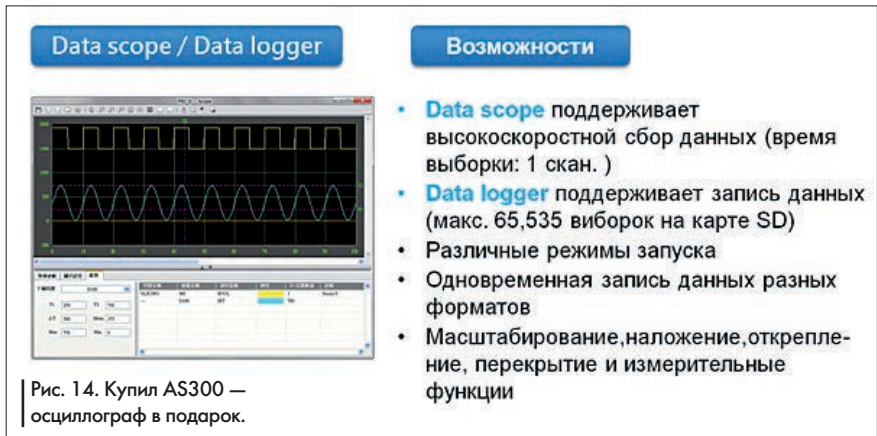 Data scope / Data logger
Возможности
• Data scope поддерживает
высокоскоростной сбор данных (время
выборки: 1 скан. )
• Data logger поддерживает запись данных
(макс. 65,535 виборок на карте SD)
• Различные режимы запуска
• Одновременная запись данных разных
форматов
• Масштабирование,наложение,открепле-
ние, перекрытие и измерительные
функции
Рис. 14. Купил AS300 —
осциллограф в подарок.